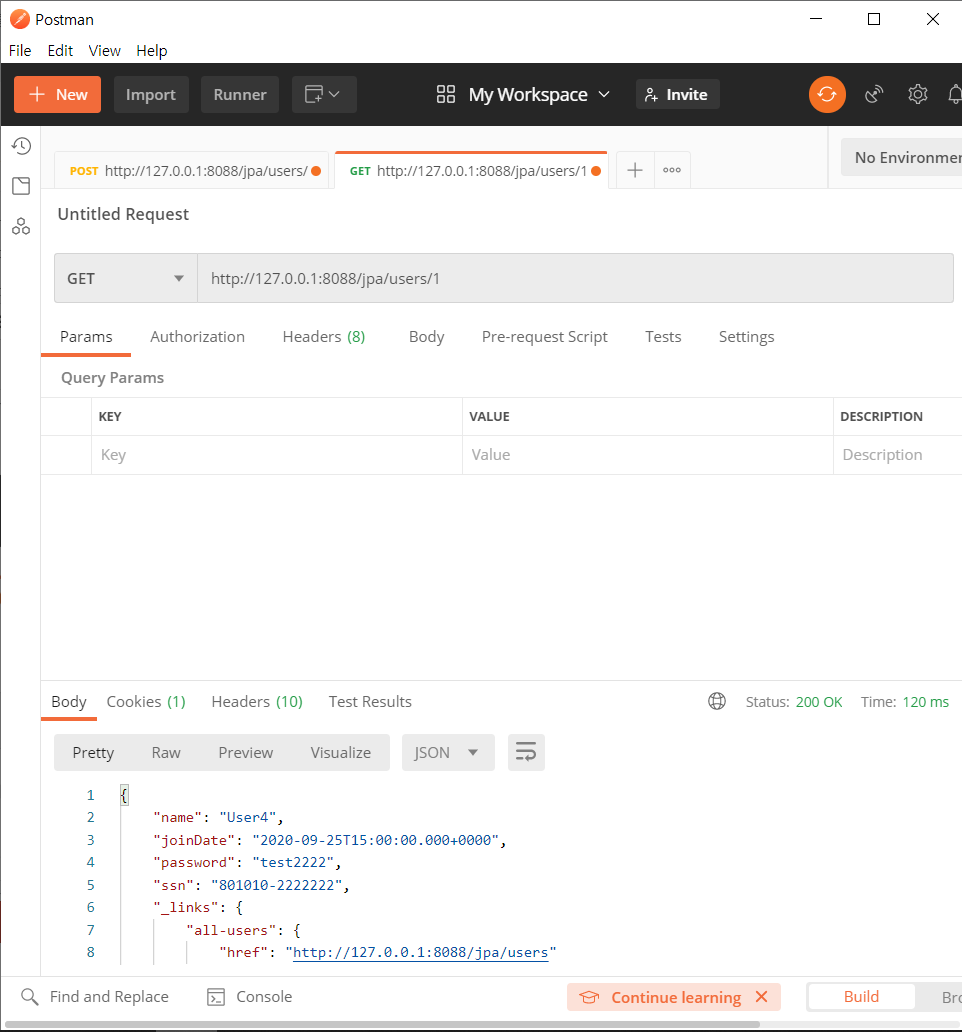 Postman
File Edit View Help
New Import Runner My Workspace Invite
POST http://127.0.0.1:8088/jpa/users/ GET http://127.0.0.1:8088/jpa/users/1 No Environmen
Untitled Request
GET http://127.0.0.1:8088/jpa/users/1
Params Authorization Headers (8) Body Pre-request Script Tests Settings
Query Params
KEY VALUE DESCRIPTION
Key Value Description
Body Cookies (1) Headers (10) Test Results Status: 200 OK Time: 120 ms
Pretty Raw Preview Visualize JSON
1 {
2 "name": "User4",
3 "joinDate": "2020-09-25T15:00:00.000+0000",
4 "password": "test2222",
5 "ssn": "801010-2222222",
6 "_links": {
7 "all-users": {
8 "href": "http://127.0.0.1:8088/jpa/users"
Find and Replace Console Continue learning Build Bro